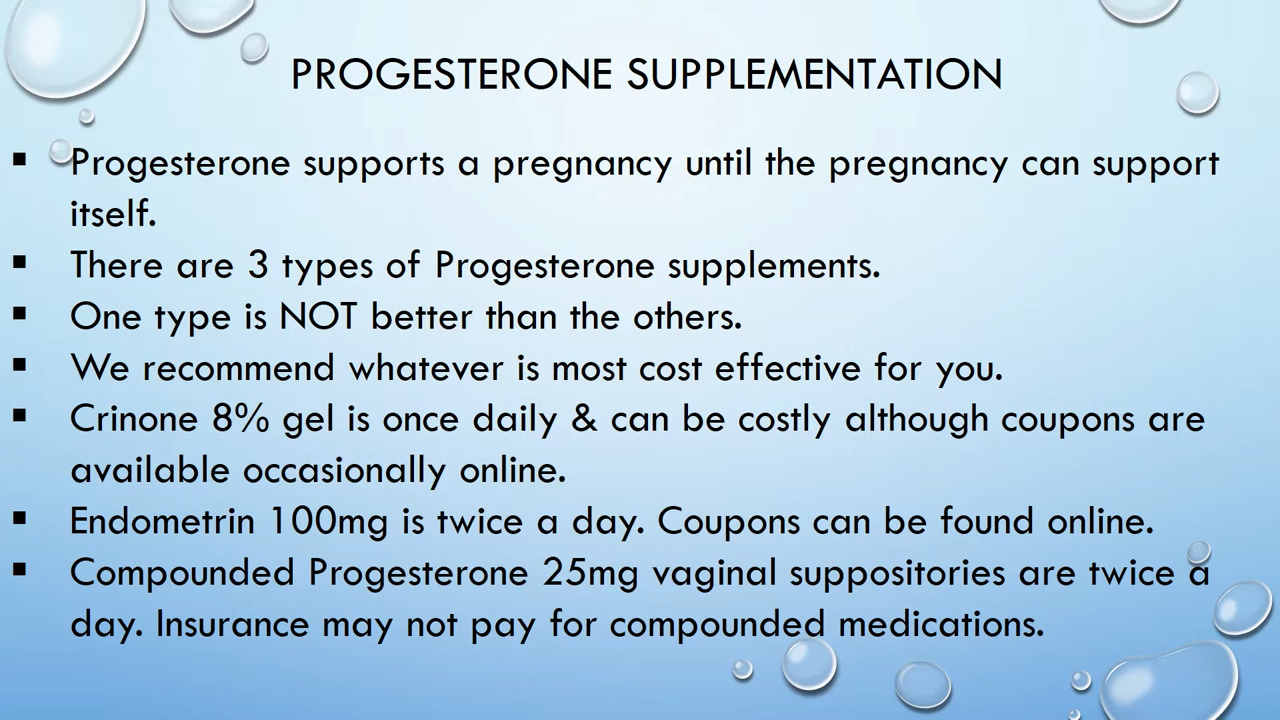 PROGESTERONE SUPPLEMENTATION
▪ Progesterone supports a pregnancy until the pregnancy can support
itself.
▪ There are 3 types of Progesterone supplements.
▪ One type is NOT better than the others.
▪ We recommend whatever is most cost effective for you.
▪ Crinone 8% gel is once daily & can be costly although coupons are
available occasionally online.
▪ Endometrin 100mg is twice a day. Coupons can be found online.
▪ Compounded Progesterone 25mg vaginal suppositories are twice a
day. Insurance may not pay for compounded medications.